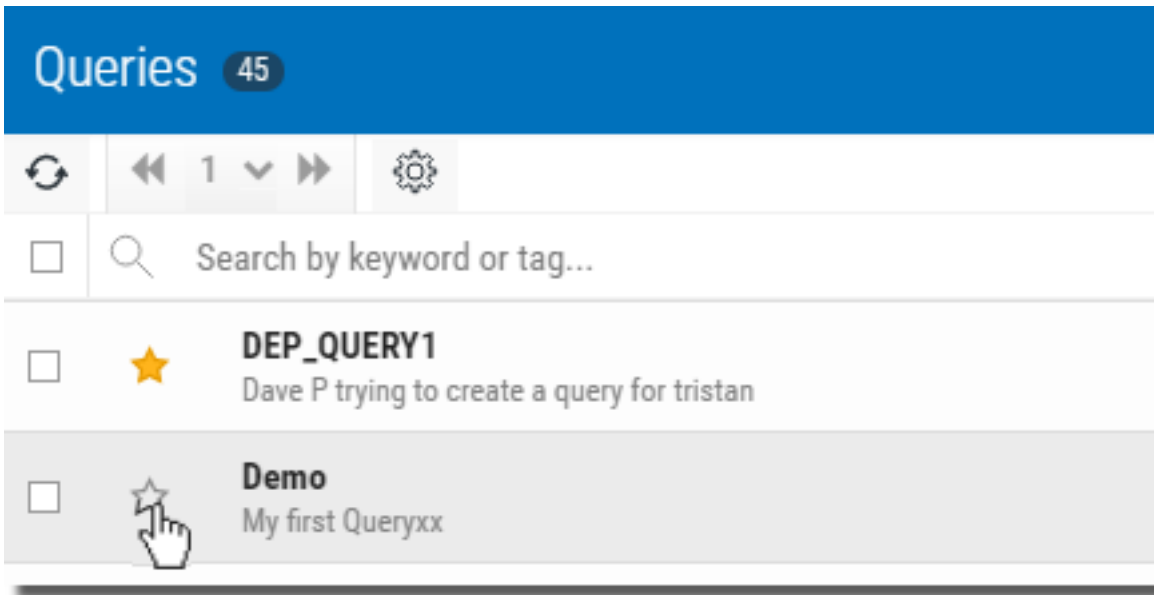 Queries 45
1
Search by keyword or tag...
DEP_QUERY1
Dave P trying to create a query for tristan
Demo
My first Queryxx